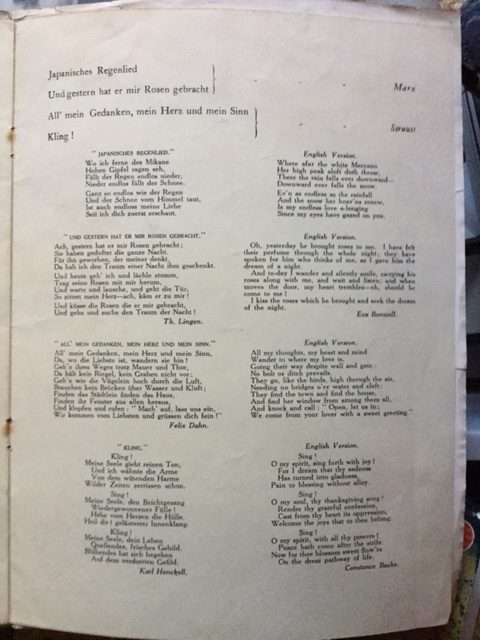 Japanisches Regenlied
Und gestern hat er mir Rosen gebracht
Marx
All' mein Gedanken, mein Herz und mein Sinn
Kling !
Strauss
" JAPANISCHES REGENLIED."
Wo ich ferne des Mikane
Hohen Gipfel ragen seh,
Fällt der Regen endlos nieder,
Nieder endlos fällt der Schnee.
Ganz so endlos wie der Regen
Und der Schnee vom Himmel taut,
Ist auch endloss meine Liebe
Seit ich dich zuerst erschaut.
English Version.
Where afar the white
Her high peak aloft doth throw,
There the rain falls ever downward—
Downward ever falls the snow.
Ev'n as endless as the rainfall
And the snow her heav'ns renew,
Is my endless love a-longing
Since my eyes have gazed on you.
" UND GESTERN HAT ER MIR ROSEN GEBRACHT."
Ach, gestern hat er mir Rosen gebracht ;
Sie haben geduftet die ganze Nacht.
Für ihn geworben, der meiner denkt,
Da hab ich den Traum einer Nacht ihm geschenkt.
Und heute geh' ich und lächle stumm,
Trag seine Rosen mit mir herum,
Und warte und lausche, und geht die Tür,
So zittert mein Herz—ach, käm er zu mir !
Und küsse die Rosen die er mir gebracht,
Und gehe und suche den Traum der Nacht !
Th. Lingen.
English Version.
Oh, yesterday he brought roses to me. I have felt
their perfume through the whole night; they have
spoken for him who thinks of me, so I gave him the
dream of a night.
And to-day I wander and silently smile, carrying his
roses along with me, and wait and listen, and when
moves the door, my heart trembles—oh, should he
come to me !
I kiss the roses which he brought and seek the dream
of the night.
Eva Bonwell.
" ALL' MEIN GEDANKEN, MEIN HERZ UND MEIN SINN."
All' mein Gedanken, mein Herz und mein Sinn,
Da, wo die Liebste ist, wandern sie hin !
Geh'n ihres Weges trotz Mauer und Thor,
Da hält kein Riegel, kein Graben nicht vor ;
Geh'n wie die Vögelein hoch durch die Luft,
Brauchen kein Brücken über Wasser und Kluft ;
Finden das Städtlein finden das Haus,
Finden ihr Fenster aus allen heraus,
Und klopfen und rufen : " Mach' auf, lass uns ein,
Wir kommen vom Liebsten und grüssen dich fein !"
Felix Dahn.
English Version.
All my thoughts, my heart and mind
Wander to where my love is,
Going their way despite wall and gate :
No bolt or ditch prevails.
They go, like the birds, high through the air,
Needing no bridges o'er water and cleft;
They find the town and find the house,
And find her window from among them all,
And knock and call : " Open, let us in ;
We come from your lover with a sweet greeting "
" KLING."
Kling !
Meine Seele giebt reinen Ton,
Und ich wähnte die Arme
Von dem wütenden Harme
Wilder Zeiten zerrissen schon.
Sing !
Meine Seele, den Beichtgesang
Wiedergewonnener Fülle !
Hebe vom Herzen die Hülle
Heil dir ! geläuterter Innenklang.
Kling !
Meine Seele, dein Leben
Quellendes, frisches Gebild.
Blühendes hat sich begeben
Auf dem verdorrten Gefild.
Karl Henckell.
English Version.
Sing !
O my spirit, sing forth with joy !
For I dream that thy sadness
Has turned into gladness,
Pain to blessing without alloy.
Sing !
O my soul, thy thanksgiving song !
Render thy grateful confession,
Cast from thy heart its oppression,
Welcome the joys that to thee belong.
Sing !
O my spirit, with all thy powers !
Peace hath come after the strife
Now for thee blossom sweet flow'rs
On the drear pathway of life.
Constance Bache.